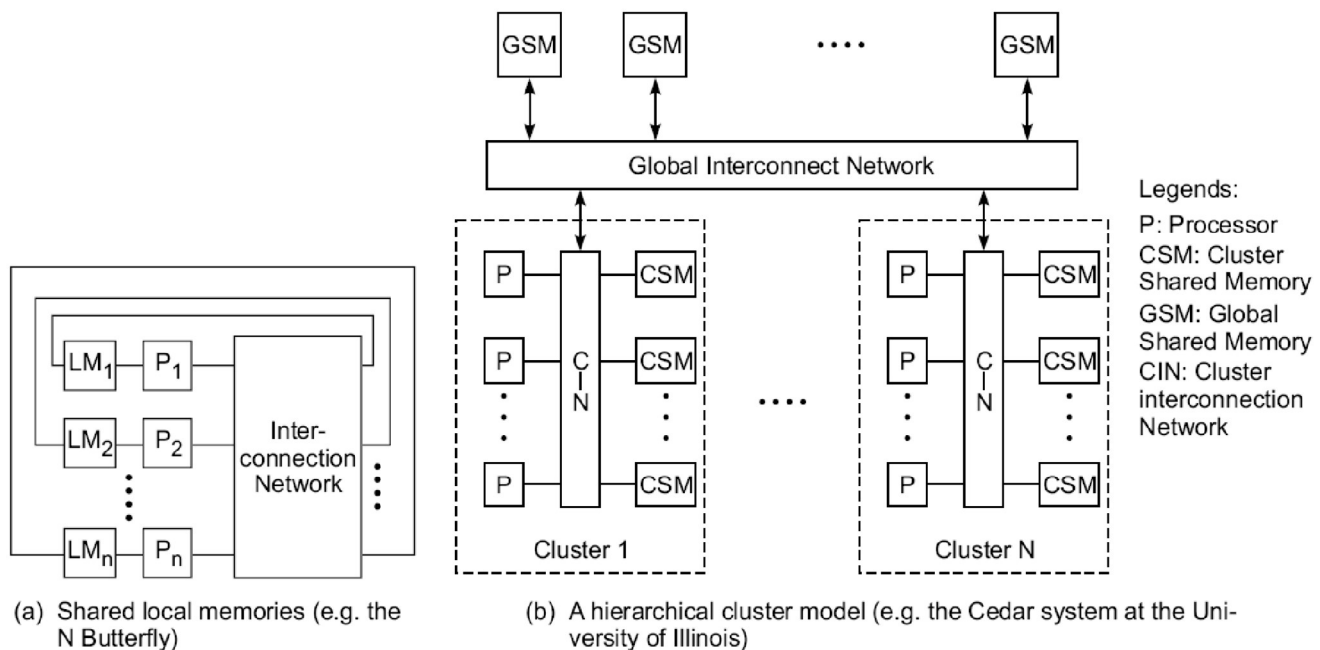 GSM GSM .... GSM
Global Interconnect Network
Legends:
P: Processor
CSM: Cluster
Shared Memory
GSM: Global
Shared Memory
CIN: Cluster
interconnection
Network
LM1 P1
LM2 P2
LMn Pn
Inter-
connection
Network
P CSM
P CSM
P CSM
C
I
N
Cluster 1
....
P CSM
P CSM
P CSM
C
I
N
Cluster N
(a) Shared local memories (e.g. the
N Butterfly)
(b) A hierarchical cluster model (e.g. the Cedar system at the Uni-
versity of Illinois)